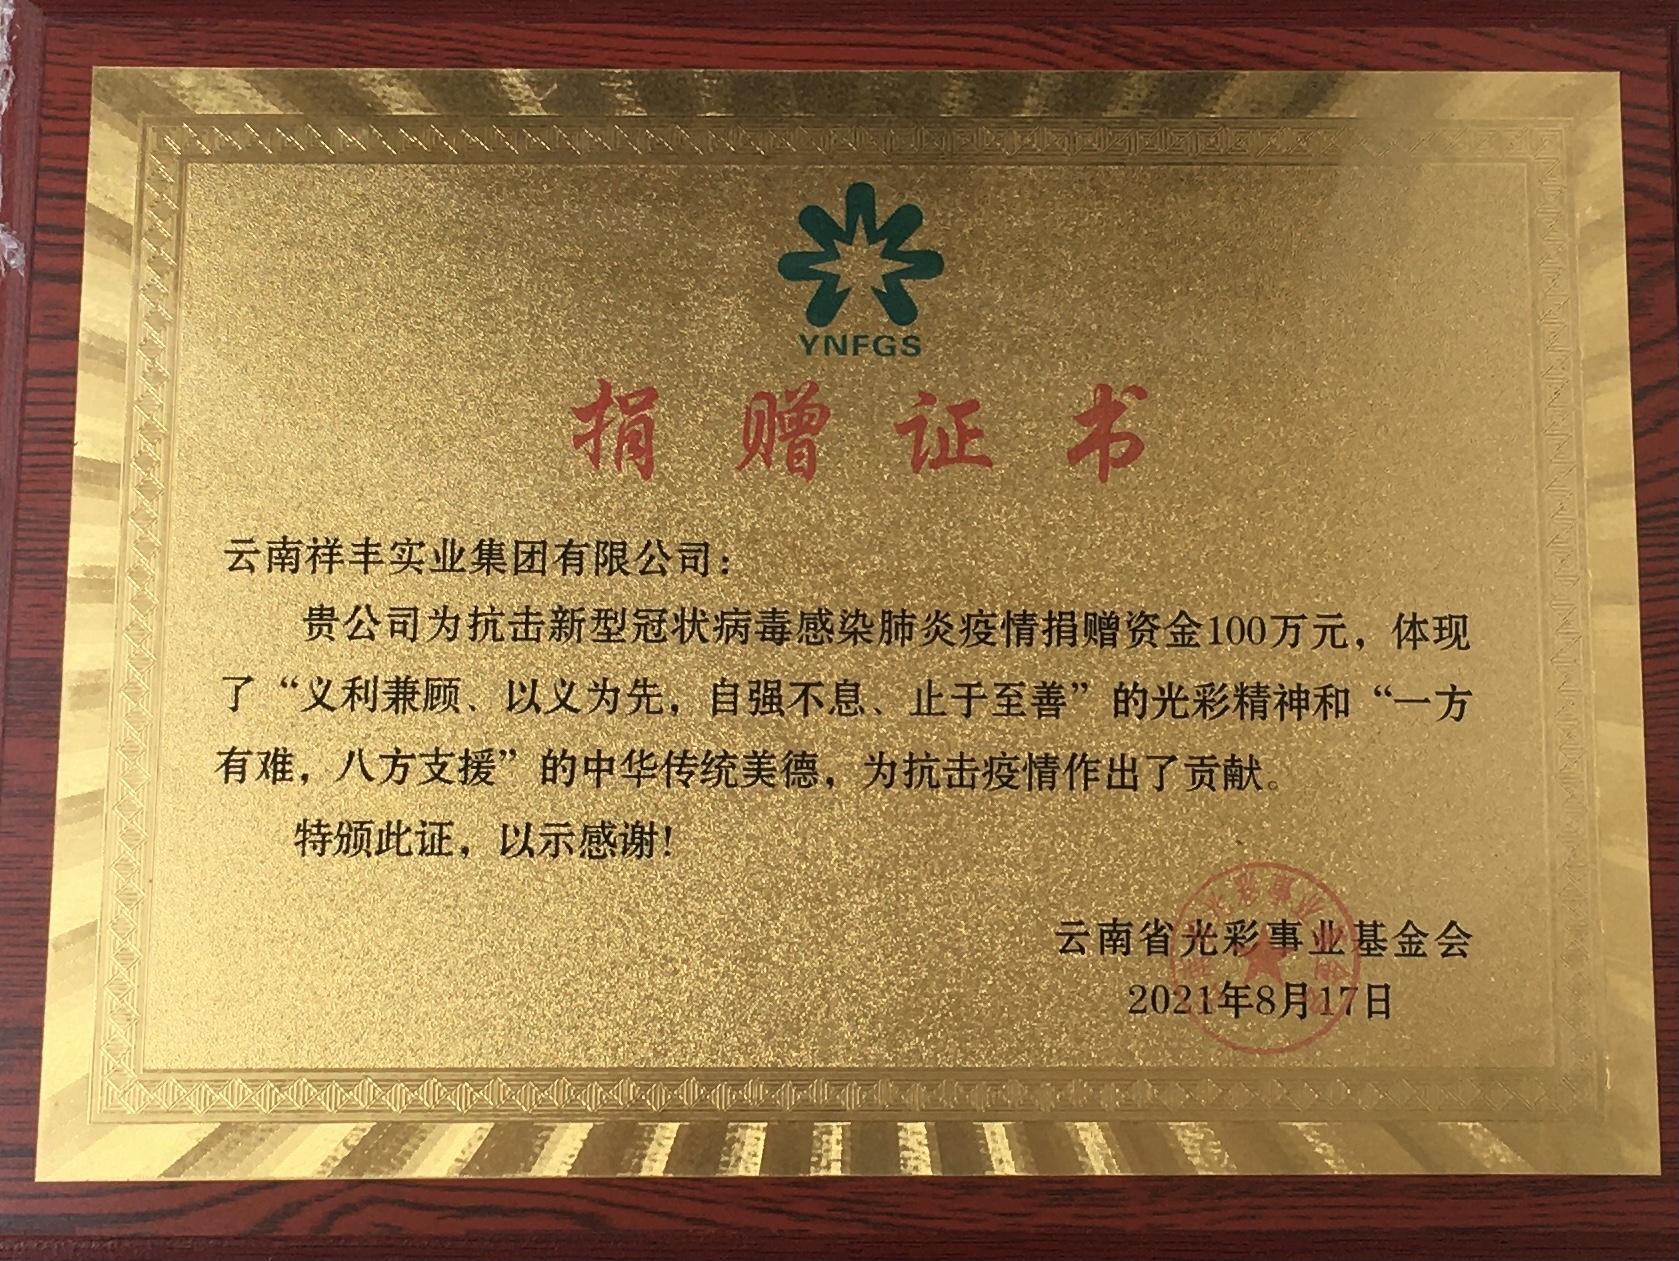 YNFGS
捐赠证书
云南祥丰实业集团有限公司：
贵公司为抗击新型冠状病毒感染肺炎疫情捐赠资金100万元，体现
了“义利兼顾、以义为先，自强不息、止于至善”的光彩精神和“一方
有难，八方支援”的中华传统美德，为抗击疫情作出了贡献。
特颁此证，以示感谢！
云南省光彩事业基金会
2021年8月17日